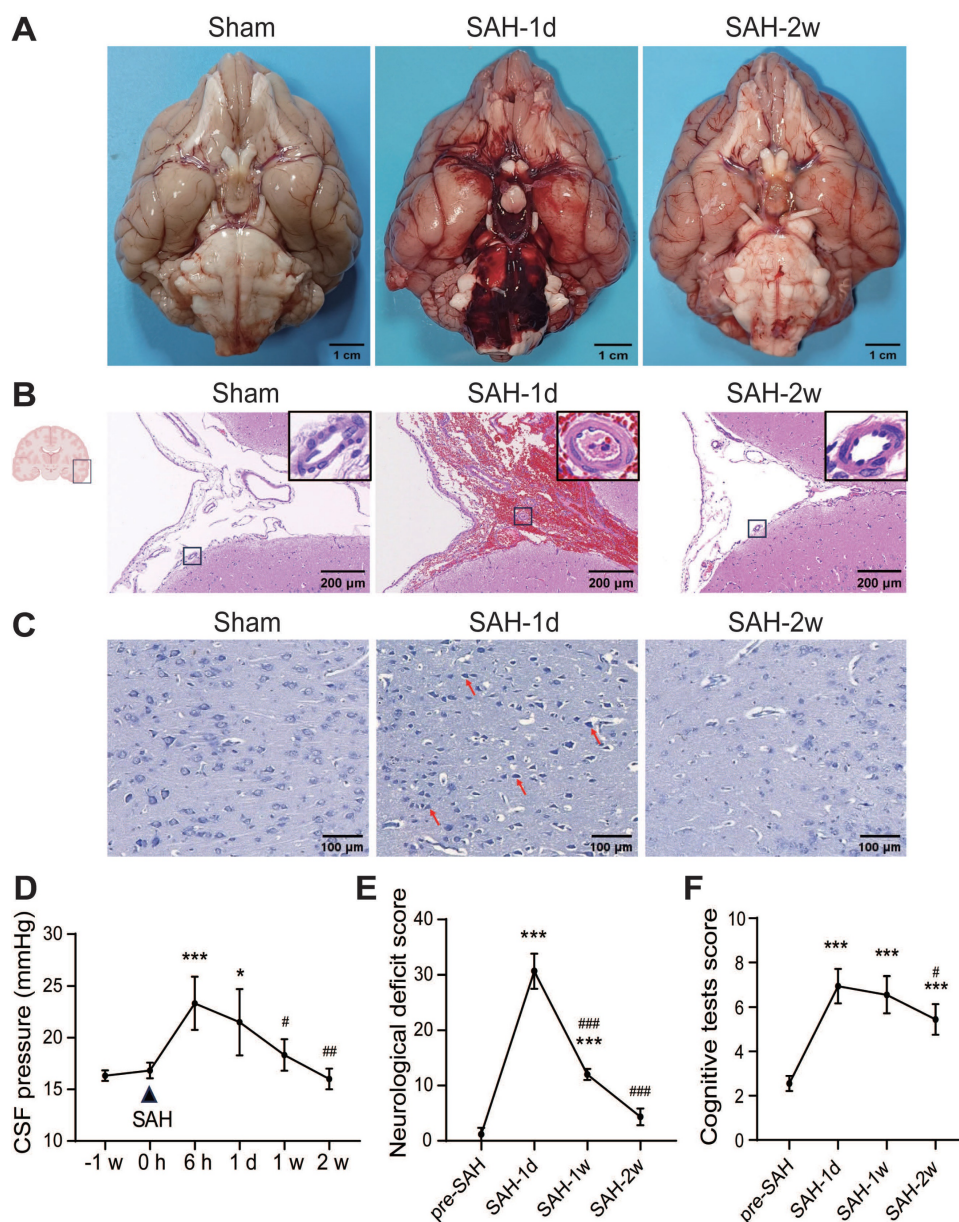 A
Sham
SAH-1d
SAH-2w
1 cm
1 cm
1 cm
B
Sham
SAH-1d
SAH-2w
200 µm
200 µm
200 µm
C
Sham
SAH-1d
SAH-2w
100 µm
100 µm
100 µm
D
CSF pressure (mmHg)
30
25
20
15
10
***
*
#
##
SAH
-1 w
0 h
6 h
1 d
1 w
2 w
E
Neurological deficit score
40
30
20
10
0
***
###
***
###
pre-SAH
SAH-1d
SAH-1w
SAH-2w
F
Cognitive tests score
10
8
6
4
2
0
***
***
#
***
pre-SAH
SAH-1d
SAH-1w
SAH-2w